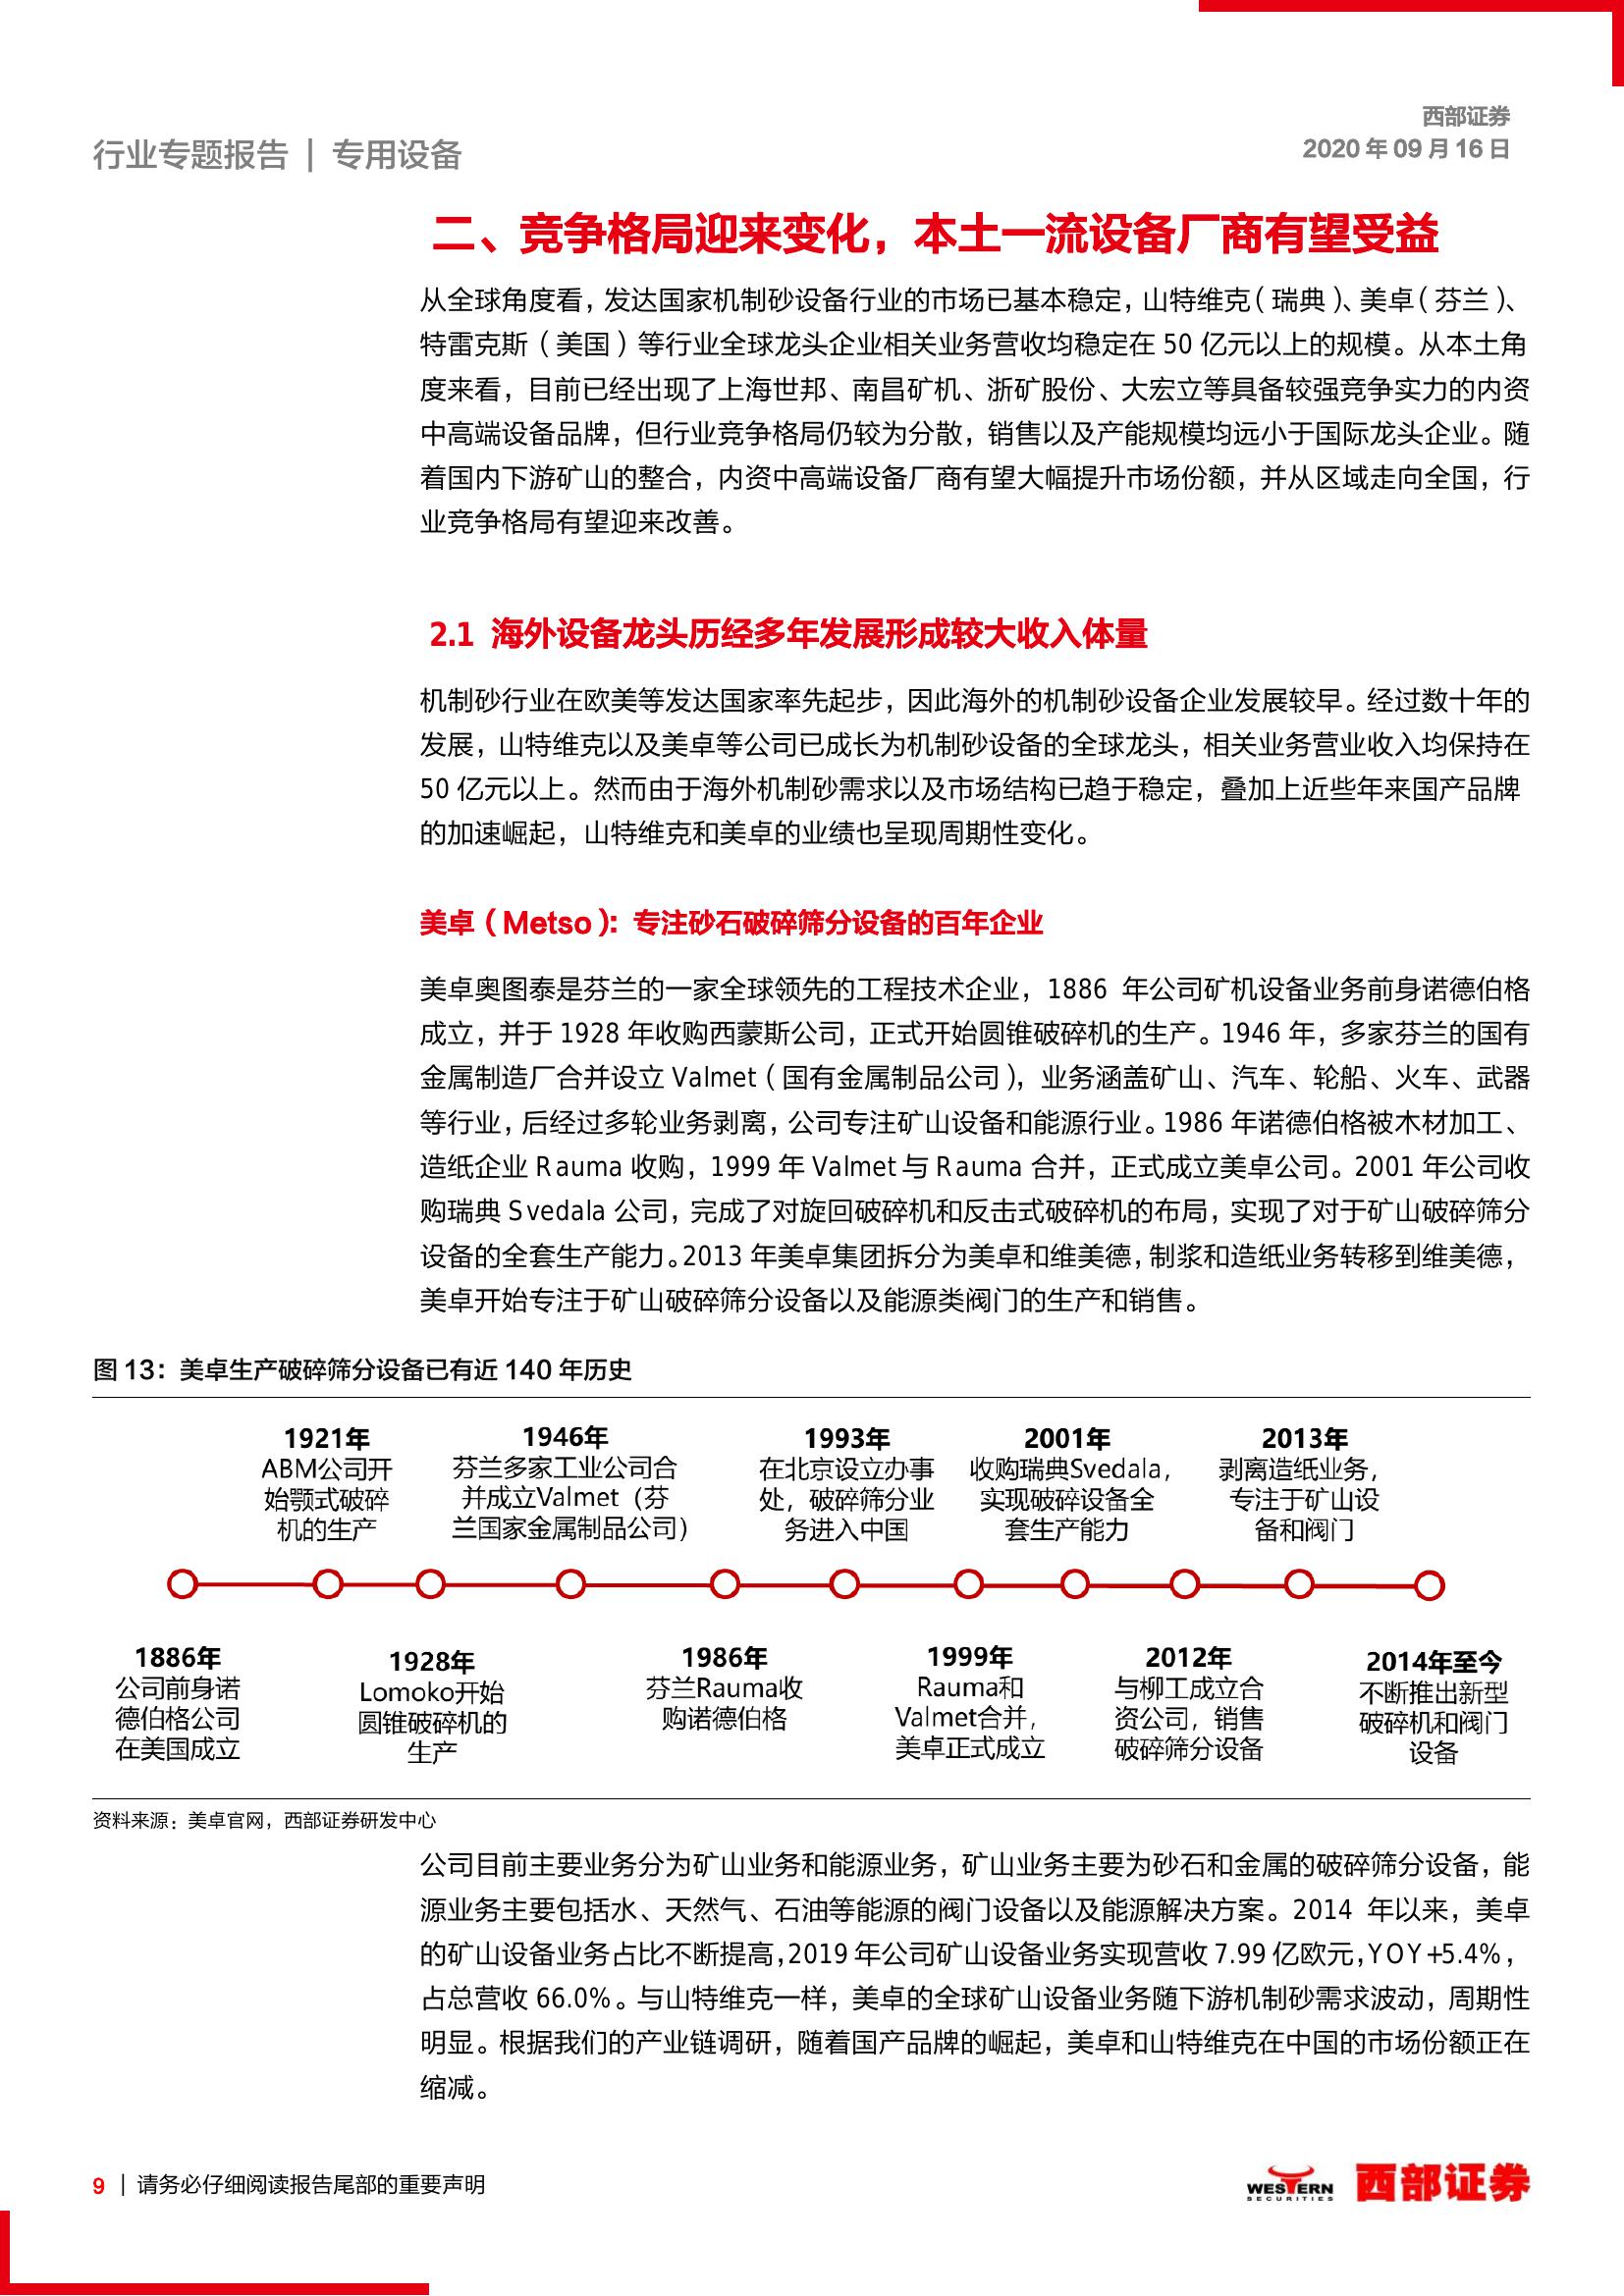 西部证券
2020 年 09 月 16 日
行业专题报告 | 专用设备
二、竞争格局迎来变化，本土一流设备厂商有望受益
从全球角度看，发达国家机制砂设备行业的市场已基本稳定，山特维克（瑞典）、美卓（芬兰）、
特雷克斯（美国）等行业全球龙头企业相关业务营收均稳定在 50 亿元以上的规模。从本土角
度来看，目前已经出现了上海世邦、南昌矿机、浙矿股份、大宏立等具备较强竞争实力的内资
中高端设备品牌，但行业竞争格局仍较为分散，销售以及产能规模均远小于国际龙头企业。随
着国内下游矿山的整合，内资中高端设备厂商有望大幅提升市场份额，并从区域走向全国，行
业竞争格局有望迎来改善。
2.1 海外设备龙头历经多年发展形成较大收入体量
机制砂行业在欧美等发达国家率先起步，因此海外的机制砂设备企业发展较早。经过数十年的
发展，山特维克以及美卓等公司已成长为机制砂设备的全球龙头，相关业务营业收入均保持在
50 亿元以上。然而由于海外机制砂需求以及市场结构已趋于稳定，叠加上近些年来国产品牌
的加速崛起，山特维克和美卓的业绩也呈现周期性变化。
美卓（Metso）：专注砂石破碎筛分设备的百年企业
美卓奥图泰是芬兰的一家全球领先的工程技术企业，1886 年公司矿机设备业务前身诺德伯格
成立，并于 1928 年收购西蒙斯公司，正式开始圆锥破碎机的生产。1946 年，多家芬兰的国有
金属制造厂合并设立 Valmet（国有金属制品公司），业务涵盖矿山、汽车、轮船、火车、武器
等行业，后经过多轮业务剥离，公司专注矿山设备和能源行业。1986 年诺德伯格被木材加工、
造纸企业 Rauma 收购，1999 年 Valmet 与 Rauma 合并，正式成立美卓公司。2001 年公司收
购瑞典 Svedala 公司，完成了对旋回破碎机和反击式破碎机的布局，实现了对于矿山破碎筛分
设备的全套生产能力。2013 年美卓集团拆分为美卓和维美德，制浆和造纸业务转移到维美德，
美卓开始专注于矿山破碎筛分设备以及能源类阀门的生产和销售。
图 13：美卓生产破碎筛分设备已有近 140 年历史
1921年
ABM公司开
始颚式破碎
机的生产
1946年
芬兰多家工业公司合
并成立Valmet（芬
兰国家金属制品公司）
1993年
在北京设立办事
处，破碎筛分业
务进入中国
2001年
收购瑞典Svedala，
实现破碎设备全
套生产能力
2013年
剥离造纸业务，
专注于矿山设
备和阀门
1886年
公司前身诺
德伯格公司
在美国成立
1928年
Lomoko开始
圆锥破碎机的
生产
1986年
芬兰Rauma收
购诺德伯格
1999年
Rauma和
Valmet合并，
美卓正式成立
2012年
与柳工成立合
资公司，销售
破碎筛分设备
2014年至今
不断推出新型
破碎机和阀门
设备
资料来源：美卓官网，西部证券研发中心
公司目前主要业务分为矿山业务和能源业务，矿山业务主要为砂石和金属的破碎筛分设备，能
源业务主要包括水、天然气、石油等能源的阀门设备以及能源解决方案。2014 年以来，美卓
的矿山设备业务占比不断提高，2019 年公司矿山设备业务实现营收 7.99 亿欧元，YOY+5.4%，
占总营收 66.0%。与山特维克一样，美卓的全球矿山设备业务随下游机制砂需求波动，周期性
明显。根据我们的产业链调研，随着国产品牌的崛起，美卓和山特维克在中国的市场份额正在
缩减。
9 | 请务必仔细阅读报告尾部的重要声明
WESTERN
SECURITIES
西部证券